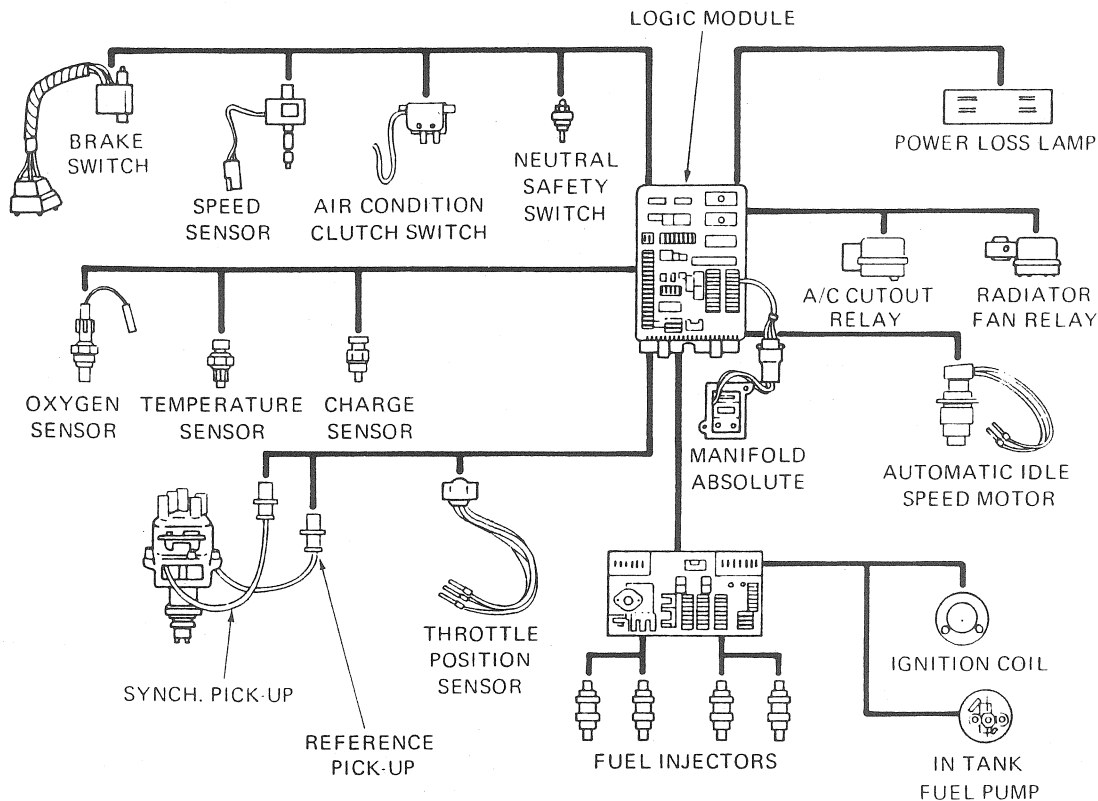 LOGIC MODULE
BRAKE
SWITCH
SPEED
SENSOR
AIR CONDITION
CLUTCH SWITCH
NEUTRAL
SAFETY
SWITCH
POWER LOSS LAMP
A/C CUTOUT
RELAY
RADIATOR
FAN RELAY
OXYGEN
SENSOR
TEMPERATURE
SENSOR
CHARGE
SENSOR
MANIFOLD
ABSOLUTE
AUTOMATIC IDLE
SPEED MOTOR
SYNCH. PICK-UP
REFERENCE
PICK-UP
THROTTLE
POSITION
SENSOR
FUEL INJECTORS
IGNITION COIL
IN TANK
FUEL PUMP